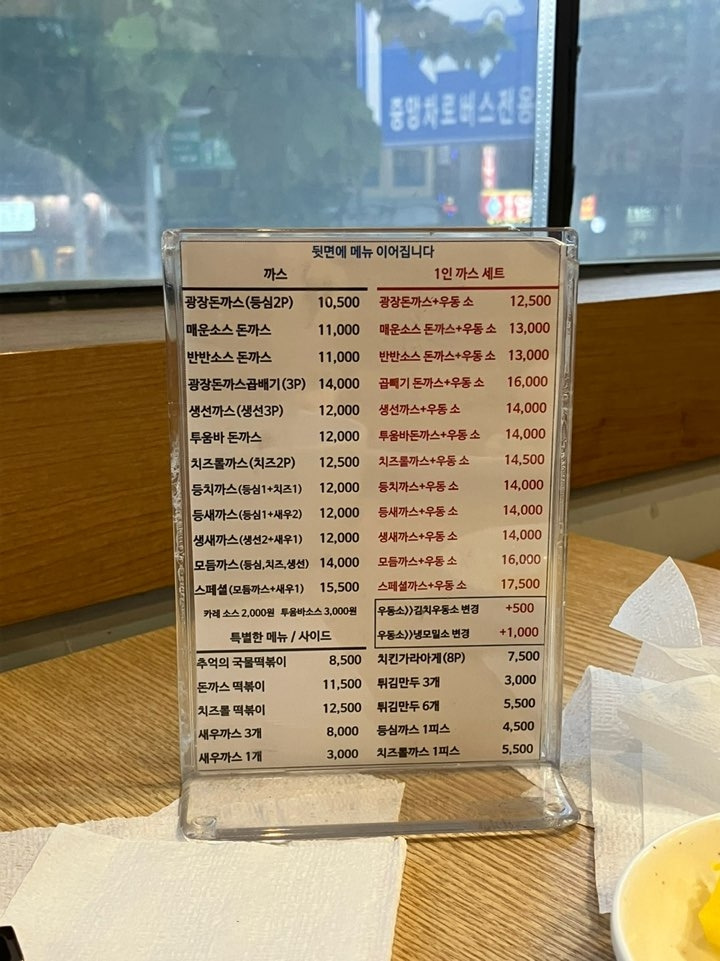 중앙차로버스전용
뒷면에 메뉴 이어집니다
까스
광장돈까스(등심2P) 10,500
매운소스 돈까스 11,000
반반소스 돈까스 11,000
광장돈까스곱배기(3P) 14,000
생선까스(생선3P) 12,000
투움바 돈까스 12,000
치즈롤까스(치즈2P) 12,500
등치까스(등심1+치즈1) 12,000
등새까스(등심1+새우2) 12,000
생새까스(생선2+새우1) 12,000
모듬까스(등심,치즈,생선) 14,000
스페셜(모듬까스+새우1) 15,500
카레 소스 2,000원 투움바소스 3,000원
1인 까스 세트
광장돈까스+우동 소 12,500
매운소스 돈까스+우동 소 13,000
반반소스 돈까스+우동 소 13,000
곱빼기 돈까스+우동 소 16,000
생선까스+우동 소 14,000
투움바돈까스+우동 소 14,000
치즈롤까스+우동 소 14,500
등치까스+우동 소 14,000
등새까스+우동 소 14,000
생새까스+우동 소 14,000
모듬까스+우동 소 16,000
스페셜까스+우동 소 17,500
우동소))김치우동소 변경 +500
우동소))냉모밀소 변경 +1,000
특별한 메뉴 / 사이드
추억의 국물떡볶이 8,500
돈까스 떡볶이 11,500
치즈롤 떡볶이 12,500
새우까스 3개 8,000
새우까스 1개 3,000
치킨가라아게(8P) 7,500
튀김만두 3개 3,000
튀김만두 6개 5,500
등심까스 1피스 4,500
치즈롤까스 1피스 5,500